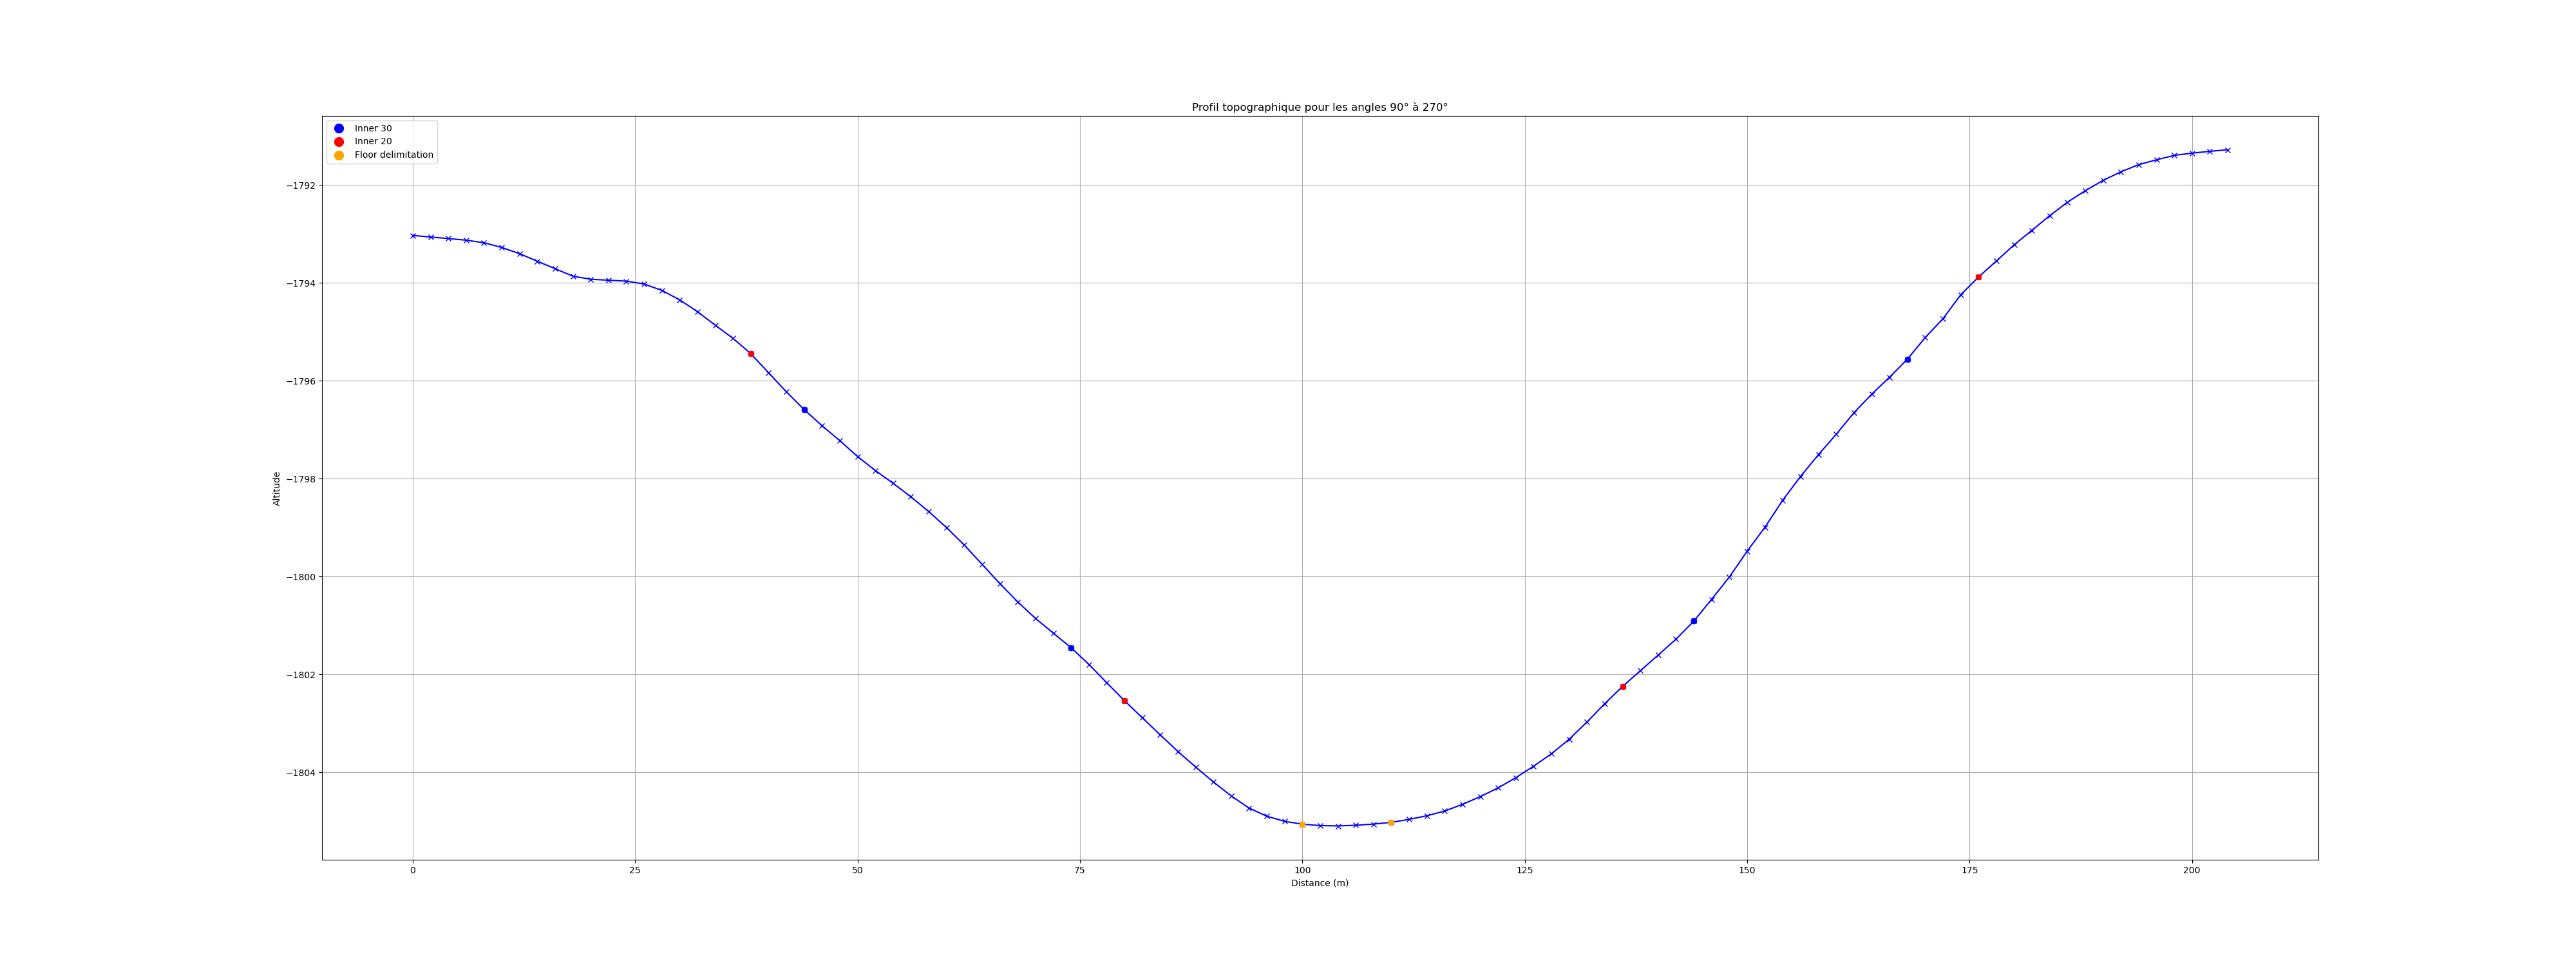 Profil topographique pour les angles 90° à 270°
Inner 30
Inner 20
Floor delimitation
Altitude
−1792
−1794
−1796
−1798
−1800
−1802
−1804
0 25 50 75 100 125 150 175 200
Distance (m)